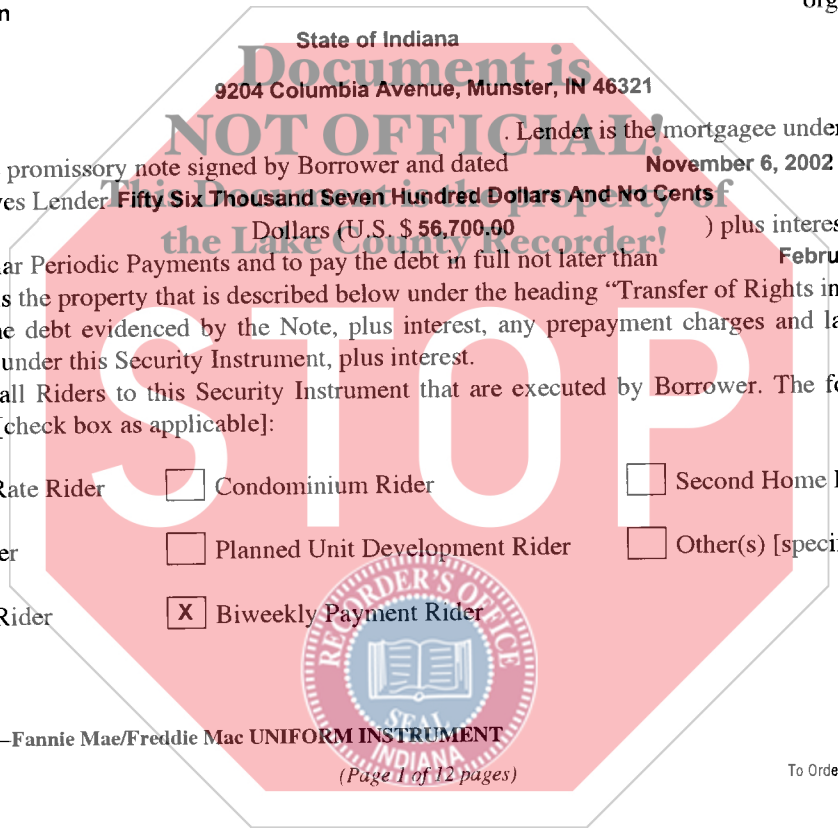 n
org
State of Indiana
Document is
9204 Columbia Avenue, Munster, IN 46321
NOT OFFICIAL!
. Lender is the mortgagee under
promissory note signed by Borrower and dated November 6, 2002
This Document is the property of
es Lender Fifty Six Thousand Seven Hundred Dollars And No Cents
Dollars (U.S. $ 56,700.00 ) plus interes
the Lake County Recorder!
ar Periodic Payments and to pay the debt in full not later than Febru
s the property that is described below under the heading “Transfer of Rights in
e debt evidenced by the Note, plus interest, any prepayment charges and la
under this Security Instrument, plus interest.
all Riders to this Security Instrument that are executed by Borrower. The fo
[check box as applicable]:
STOP
Rate Rider Condominium Rider Second Home
er Planned Unit Development Rider Other(s) [speci
Rider X Biweekly Payment Rider
RECORDER'S OFFICE
SEAL
INDIANA
–Fannie Mae/Freddie Mac UNIFORM INSTRUMENT
(Page 1 of 12 pages)
To Orde